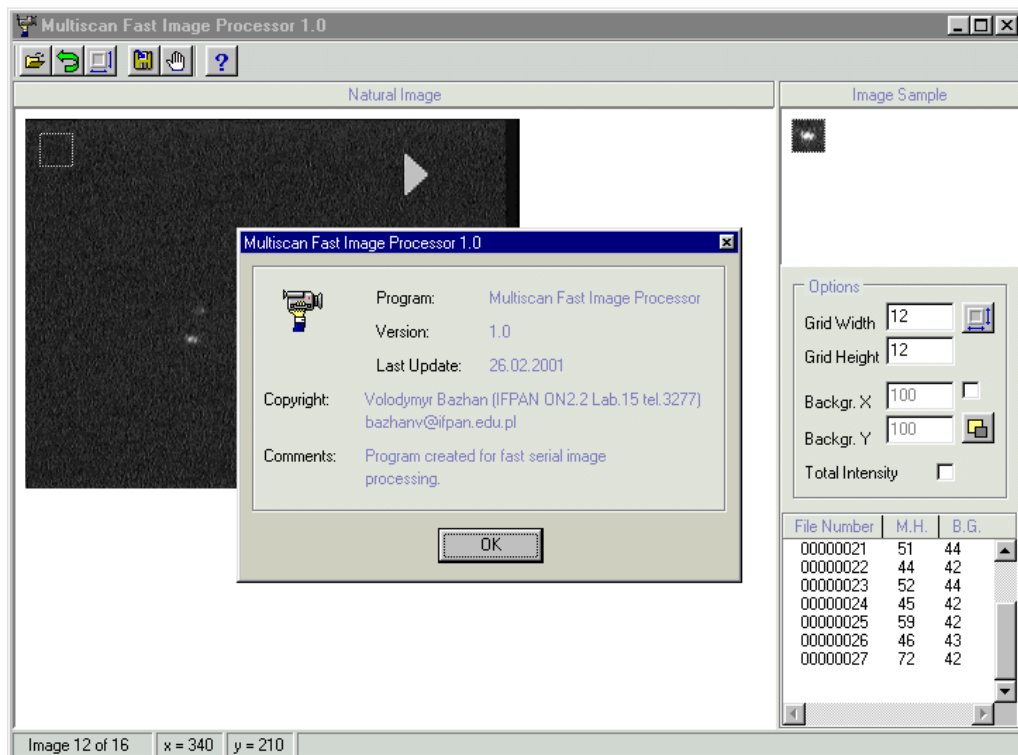 Multiscan Fast Image Processor 1.0
?
Natural Image
Image Sample
Multiscan Fast Image Processor 1.0
Program: Multiscan Fast Image Processor
Version: 1.0
Last Update: 26.02.2001
Copyright: Volodymyr Bazhan (IFPAN ON2.2 Lab.15 tel.3277)
bazhanv@ifpan.edu.pl
Comments: Program created for fast serial image
processing.
OK
Options
Grid Width 12
Grid Height 12
Backgr. X 100
Backgr. Y 100
Total Intensity
File Number M.H. B.G.
00000021 51 44
00000022 44 42
00000023 52 44
00000024 45 42
00000025 59 42
00000026 46 43
00000027 72 42
Image 12 of 16 x = 340 y = 210